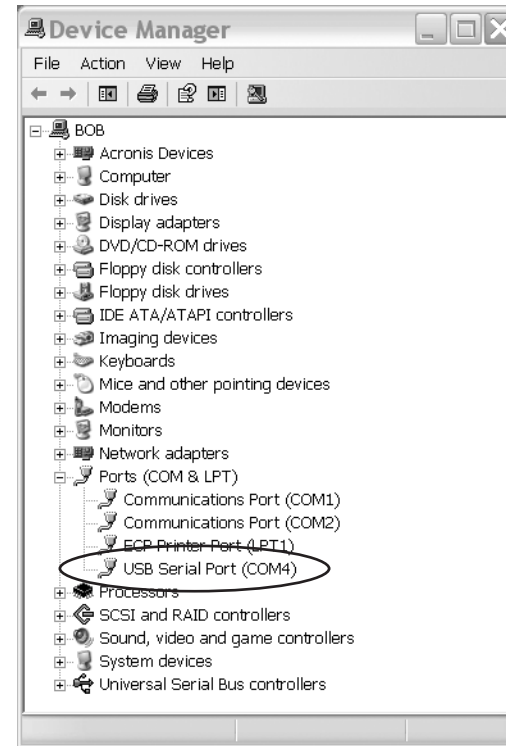 Device Manager
File Action View Help
BOB
Acronis Devices
Computer
Disk drives
Display adapters
DVD/CD-ROM drives
Floppy disk controllers
Floppy disk drives
IDE ATA/ATAPI controllers
Imaging devices
Keyboards
Mice and other pointing devices
Modems
Monitors
Network adapters
Ports (COM & LPT)
Communications Port (COM1)
Communications Port (COM2)
ECP Printer Port (LPT1)
USB Serial Port (COM4)
Processors
SCSI and RAID controllers
Sound, video and game controllers
System devices
Universal Serial Bus controllers